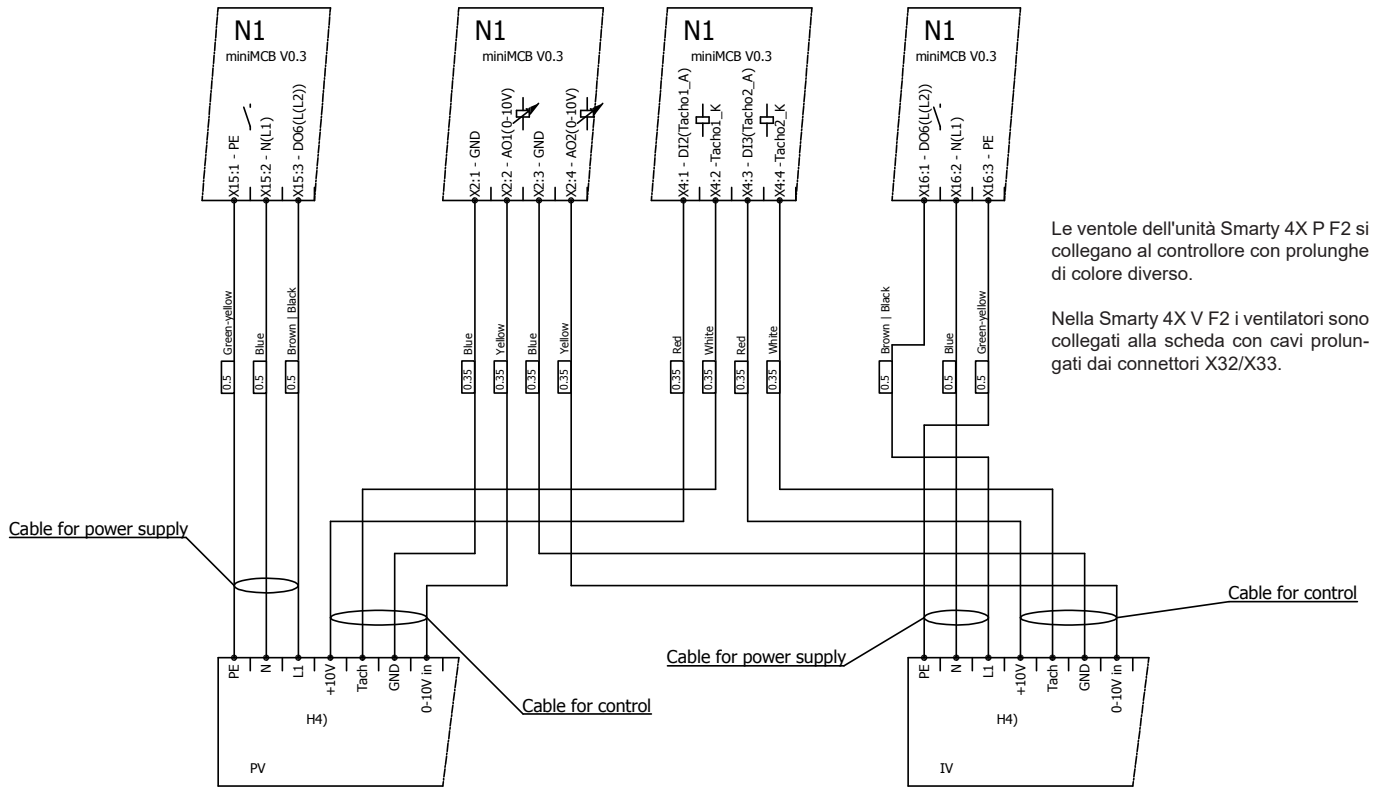 N1
miniMCB V0.3
X15:1 - PE
X15:2 - N(L1)
X15:3 - DO6(L(L2))
N1
miniMCB V0.3
X2:1 - GND
X2:2 - AO1(0-10V)
X2:3 - GND
X2:4 - AO2(0-10V)
N1
miniMCB V0.3
X4:1 - DI2(Tacho1_A)
X4:2 -Tacho1_K
X4:3 - DI3(Tacho2_A)
X4:4 -Tacho2_K
N1
miniMCB V0.3
X16:1 - DO6(L(L2))
X16:2 - N(L1)
X16:3 - PE
Le ventole dell'unità Smarty 4X P F2 si
collegano al controllore con prolunghe
di colore diverso.
Nella Smarty 4X V F2 i ventilatori sono
collegati alla scheda con cavi prolun-
gati dai connettori X32/X33.
0.5 Green-yellow
0.5 Blue
0.5 Brown | Black
0.35 Blue
0.35 Yellow
0.35 Blue
0.35 Yellow
0.35 Red
0.35 White
0.35 Red
0.35 White
0.5 Brown | Black
0.5 Blue
0.5 Green-yellow
Cable for power supply
Cable for control
Cable for power supply
Cable for control
PE
N
L1
+10V
Tach
GND
0-10V in
H4)
PV
PE
N
L1
+10V
Tach
GND
0-10V in
H4)
IV